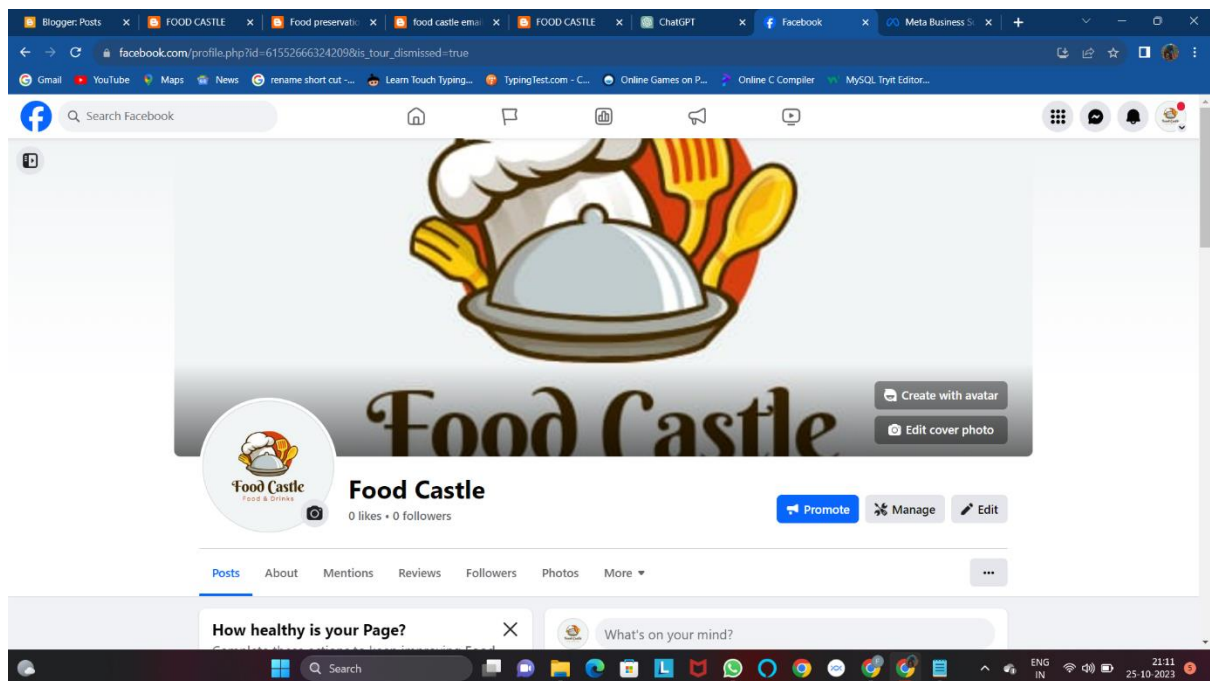 Blogger: Posts
FOOD CASTLE
Food preservatio
food castle emai
FOOD CASTLE
ChatGPT
Facebook
Meta Business S
facebook.com/profile.php?id=61552666324209&is_tour_dismissed=true
Gmail YouTube Maps News rename short cut -... Learn Touch Typing... TypingTest.com - C... Online Games on P... Online C Compiler MySQL Tryit Editor...
Search Facebook
Food Castle
Create with avatar
Edit cover photo
Food Castle
Food & Drinks
Food Castle
0 likes • 0 followers
Promote Manage Edit
Posts About Mentions Reviews Followers Photos More
How healthy is your Page?
What's on your mind?
Search
ENG
IN
21:11
25-10-2023
5